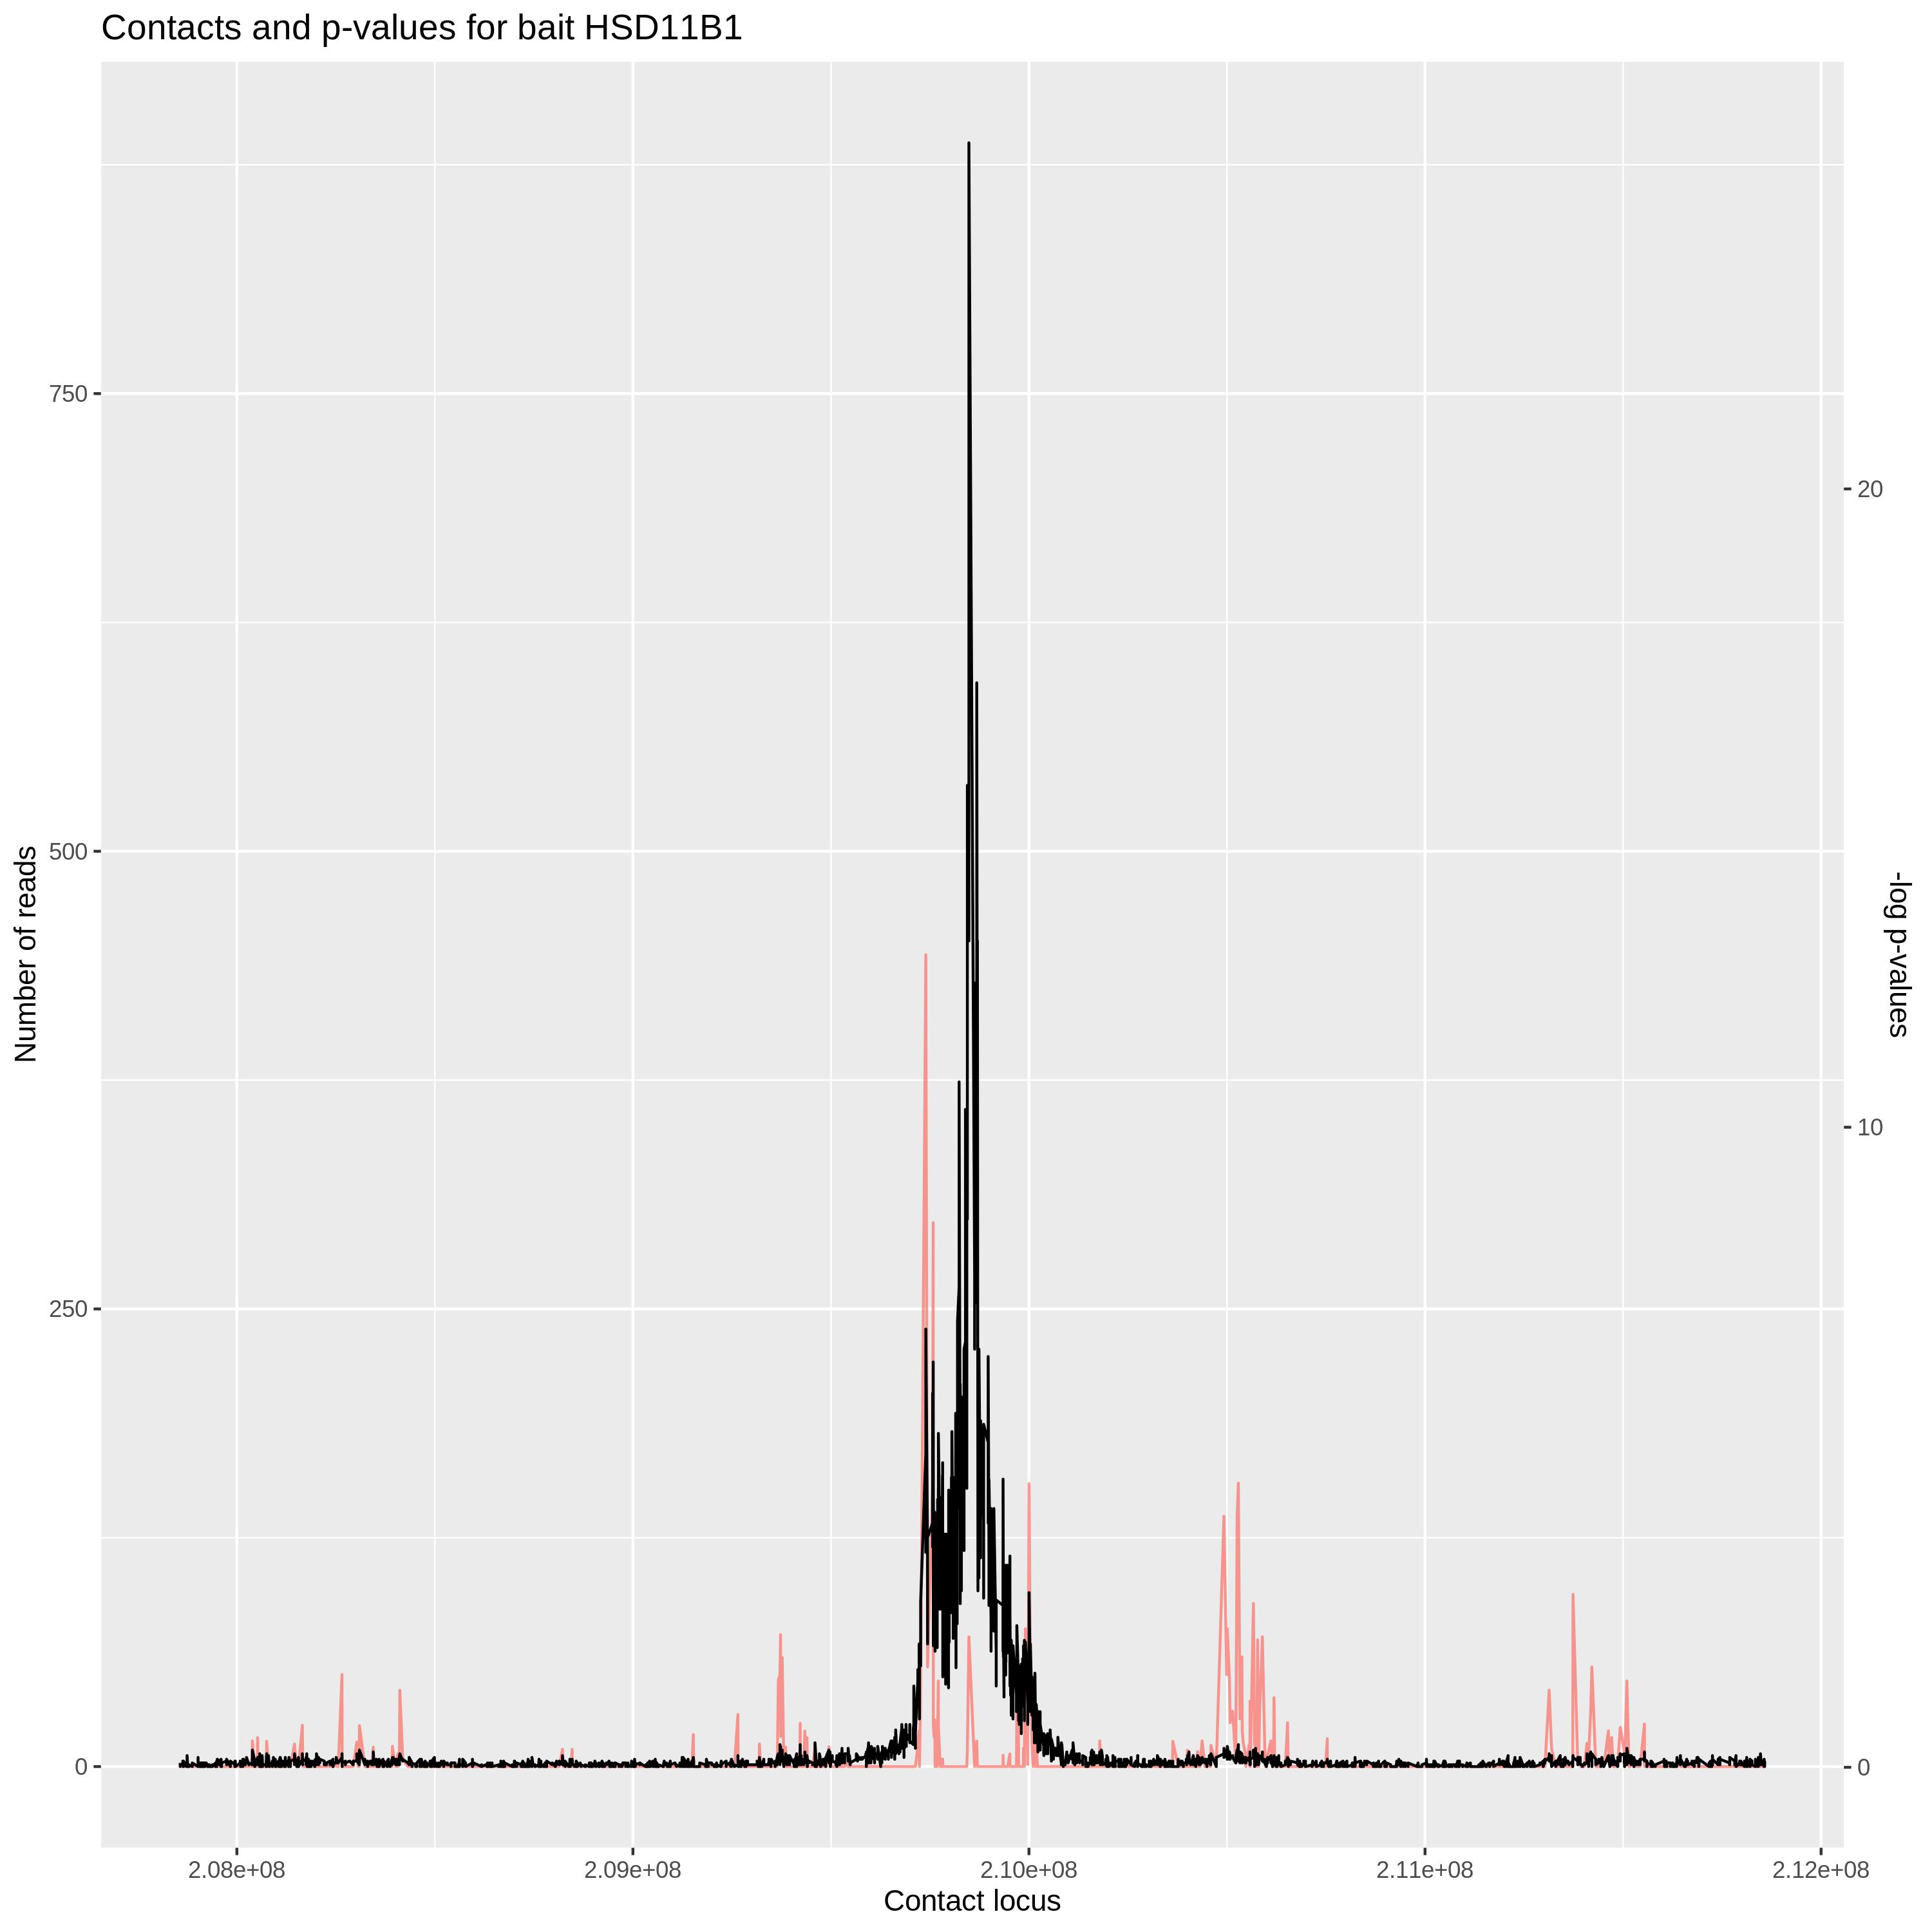 Contacts and p-values for bait HSD11B1
750
500
250
0
20
10
0
Number of reads
-log p-values
2.08e+08 2.09e+08 2.10e+08 2.11e+08 2.12e+08
Contact locus